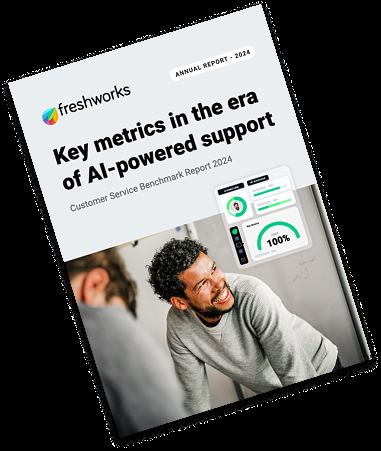 ANNUAL REPORT - 2024
freshworks
Key metrics in the era
of AI-powered support
Customer Service Benchmark Report 2024
100%